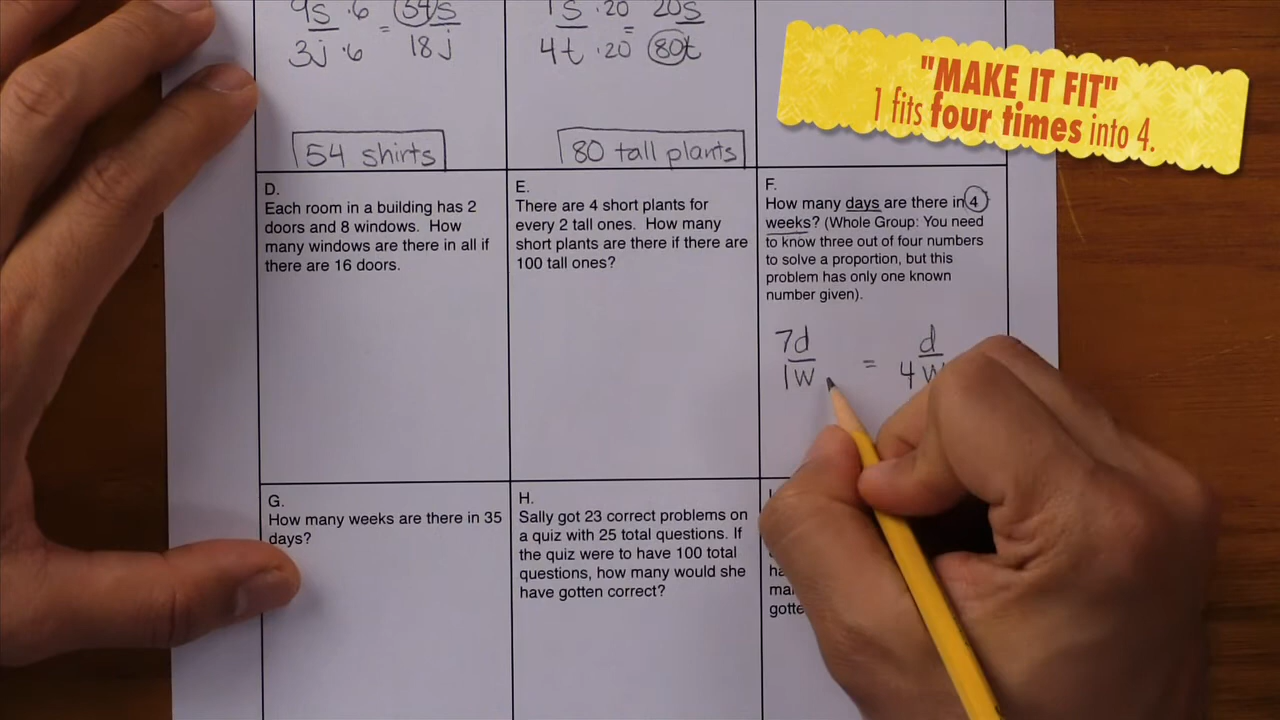 9s ·6 = 54s
3j ·6 18j
54 shirts
1s ·20 = 20s
4t ·20 80t
80 tall plants
"MAKE IT FIT"
1 fits four times into 4.
D.
Each room in a building has 2
doors and 8 windows. How
many windows are there in all if
there are 16 doors.
E.
There are 4 short plants for
every 2 tall ones. How many
short plants are there if there are
100 tall ones?
F.
How many days are there in 4
weeks? (Whole Group: You need
to know three out of four numbers
to solve a proportion, but this
problem has only one known
number given).
7d = d
1w 4 w
G.
How many weeks are there in 35
days?
H.
Sally got 23 correct problems on
a quiz with 25 total questions. If
the quiz were to have 100 total
questions, how many would she
have gotten correct?